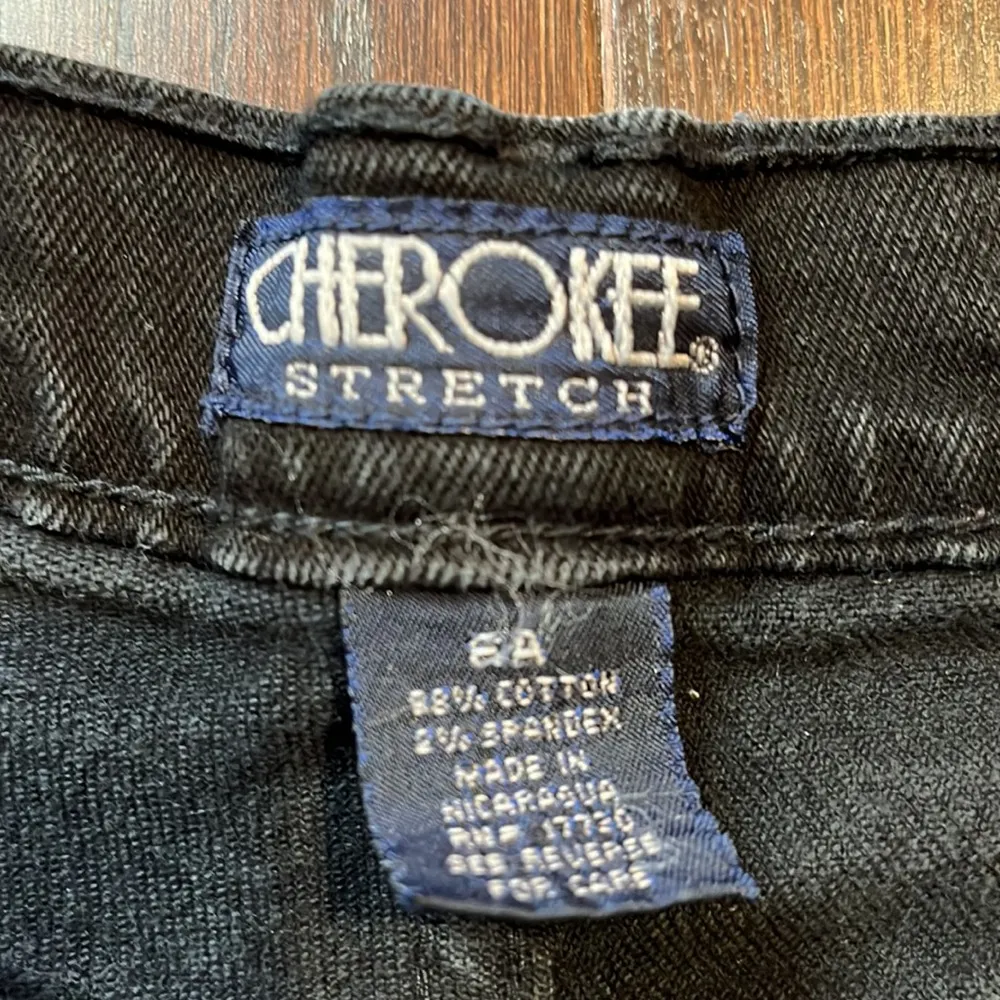 CHEROKEE®
STRETCH
6A
98% COTTON
2% SPANDEX
MADE IN
NICARAGUA
RN# 17730
SEE REVERSE
FOR CARE